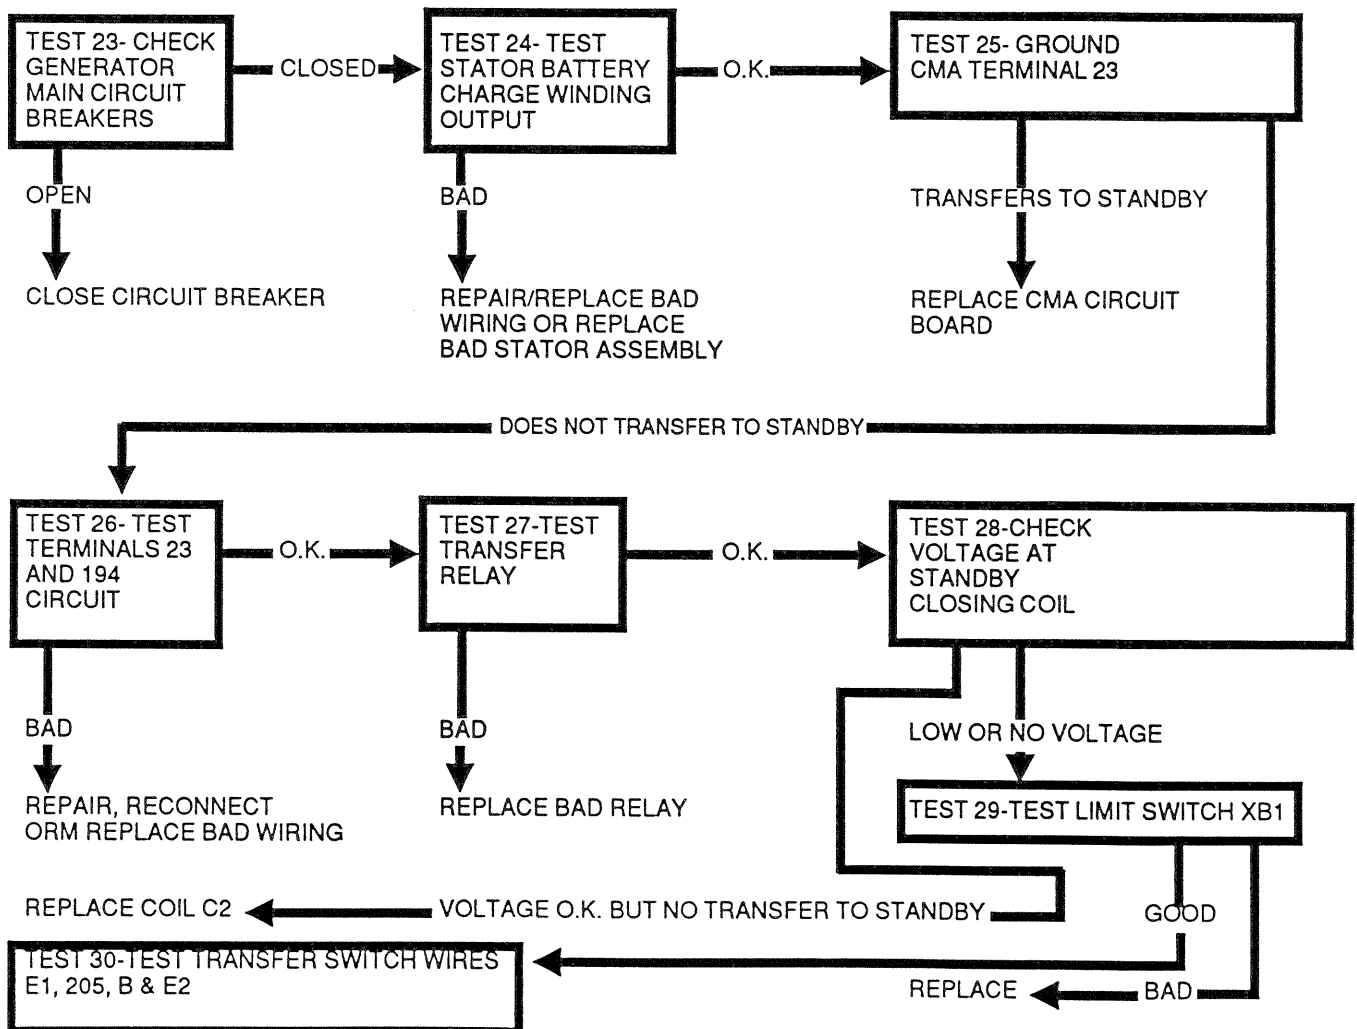 TEST 23- CHECK
GENERATOR
MAIN CIRCUIT
BREAKERS
CLOSED
TEST 24- TEST
STATOR BATTERY
CHARGE WINDING
OUTPUT
O.K.
TEST 25- GROUND
CMA TERMINAL 23
OPEN
BAD
TRANSFERS TO STANDBY
CLOSE CIRCUIT BREAKER
REPAIR/REPLACE BAD
WIRING OR REPLACE
BAD STATOR ASSEMBLY
REPLACE CMA CIRCUIT
BOARD
DOES NOT TRANSFER TO STANDBY
TEST 26- TEST
TERMINALS 23
AND 194
CIRCUIT
O.K.
TEST 27-TEST
TRANSFER
RELAY
O.K.
TEST 28-CHECK
VOLTAGE AT
STANDBY
CLOSING COIL
BAD
BAD
LOW OR NO VOLTAGE
REPAIR, RECONNECT
ORM REPLACE BAD WIRING
REPLACE BAD RELAY
TEST 29-TEST LIMIT SWITCH XB1
REPLACE COIL C2
VOLTAGE O.K. BUT NO TRANSFER TO STANDBY
GOOD
TEST 30-TEST TRANSFER SWITCH WIRES
E1, 205, B & E2
REPLACE
BAD